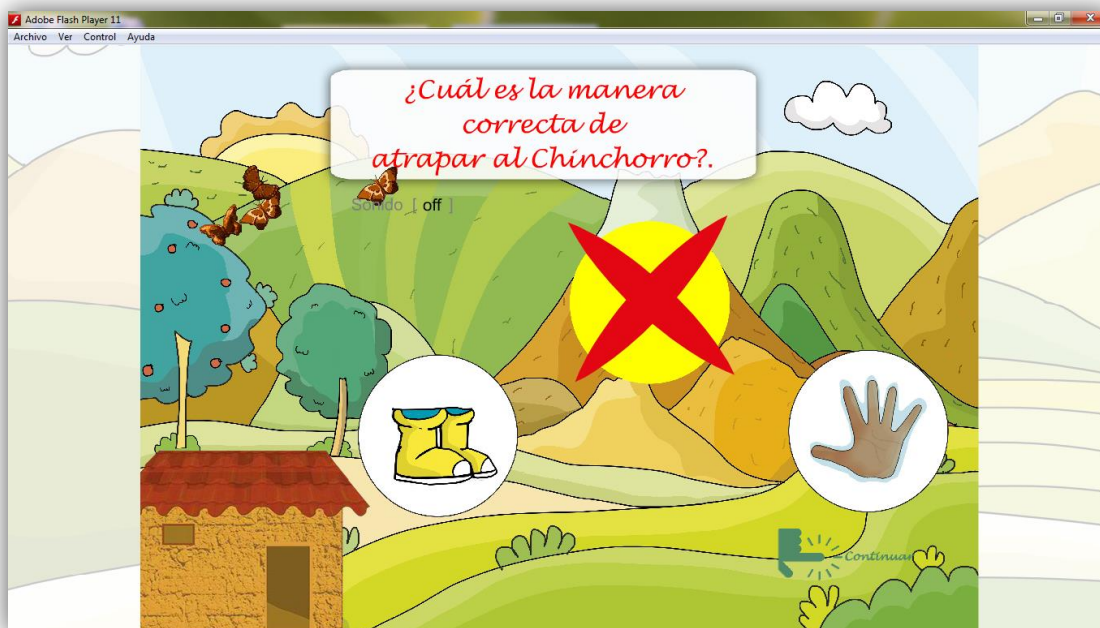 Adobe Flash Player 11
Archivo Ver Control Ayuda
¿Cuál es la manera
correcta de
atrapar al Chinchorro?.
Sonido [ off ]
Continuar